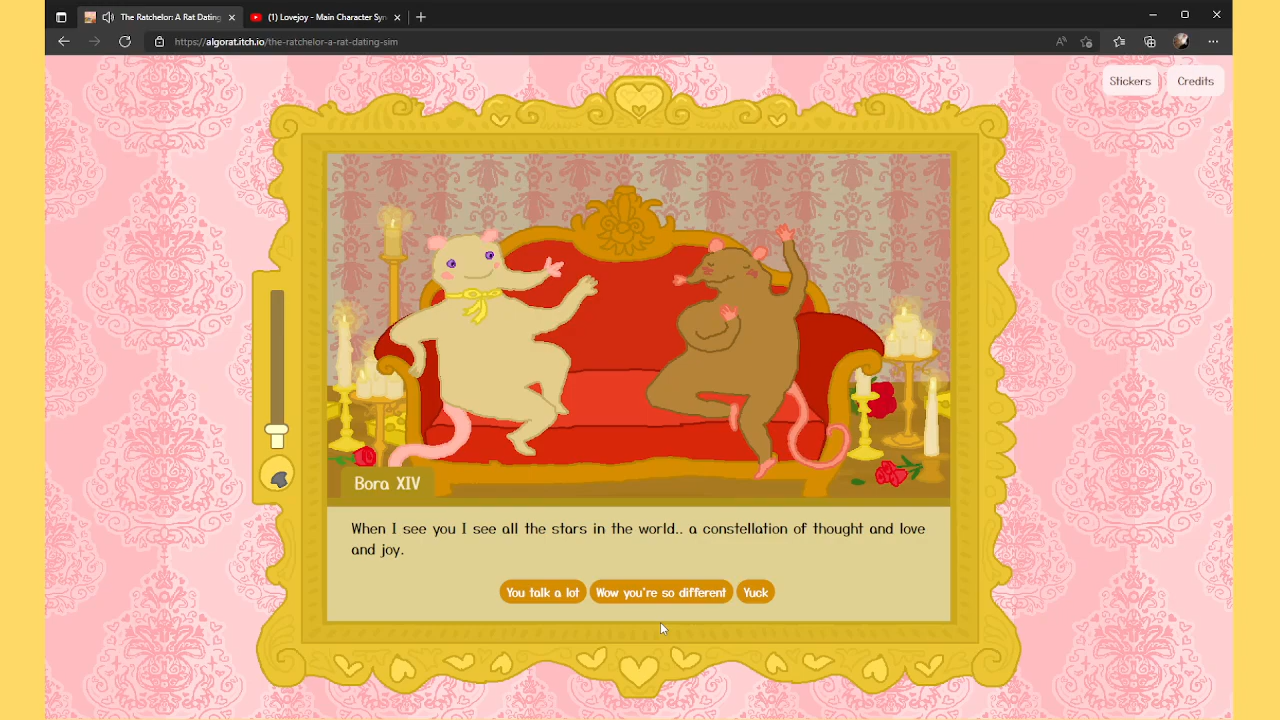 The Ratchelor: A Rat Dating
(1) Lovejoy - Main Character Syn
https://algorat.itch.io/the-ratchelor-a-rat-dating-sim
Stickers
Credits
Bora XIV
When I see you I see all the stars in the world.. a constellation of thought and love
and joy.
You talk a lot
Wow you're so different
Yuck